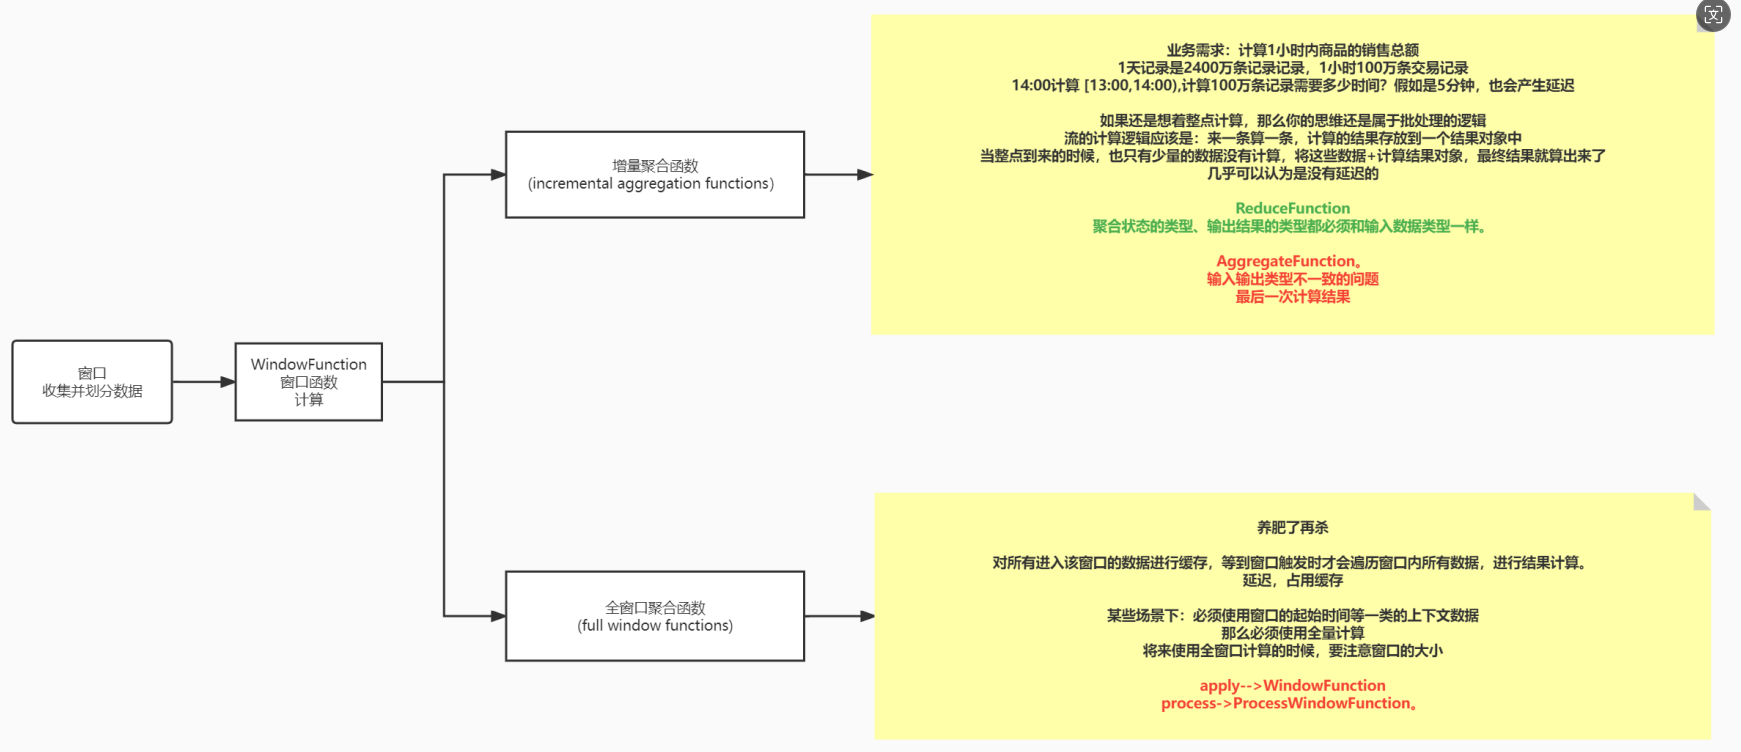 窗口
收集并划分数据
WindowFunction
窗口函数
计算
增量聚合函数
(incremental aggregation functions)
业务需求：计算1小时内商品的销售总额
1天记录是2400万条记录记录，1小时100万条交易记录
14:00计算 [13:00,14:00),计算100万条记录需要多少时间？假如是5分钟，也会产生延迟
如果还是想着整点计算，那么你的思维还是属于批处理的逻辑
流的计算逻辑应该是：来一条算一条，计算的结果存放到一个结果对象中
当整点到来的时候，也只有少量的数据没有计算，将这些数据+计算结果对象，最终结果就算出来了
几乎可以认为是没有延迟的
ReduceFunction
聚合状态的类型、输出结果的类型都必须和输入数据类型一样。
AggregateFunction。
输入输出类型不一致的问题
最后一次计算结果
全窗口聚合函数
(full window functions)
养肥了再杀
对所有进入该窗口的数据进行缓存，等到窗口触发时才会遍历窗口内所有数据，进行结果计算。
延迟，占用缓存
某些场景下：必须使用窗口的起始时间等一类的上下文数据
那么必须使用全量计算
将来使用全窗口计算的时候，要注意窗口的大小
apply-->WindowFunction
process->ProcessWindowFunction。
文